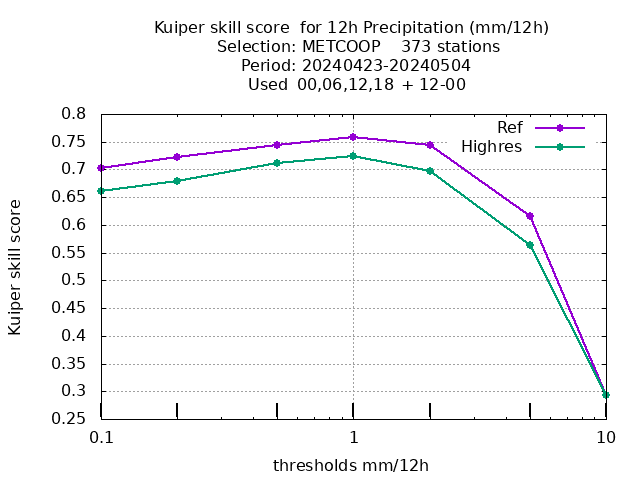 Kuiper skill score  for 12h Precipitation (mm/12h)
Selection: METCOOP    373 stations
Period: 20240423-20240504
Used  00,06,12,18 + 12-00
Ref
Highres
0.8
0.75
0.7
0.65
0.6
0.55
0.5
0.45
0.4
0.35
0.3
0.25
Kuiper skill score
0.1
1
10
thresholds mm/12h